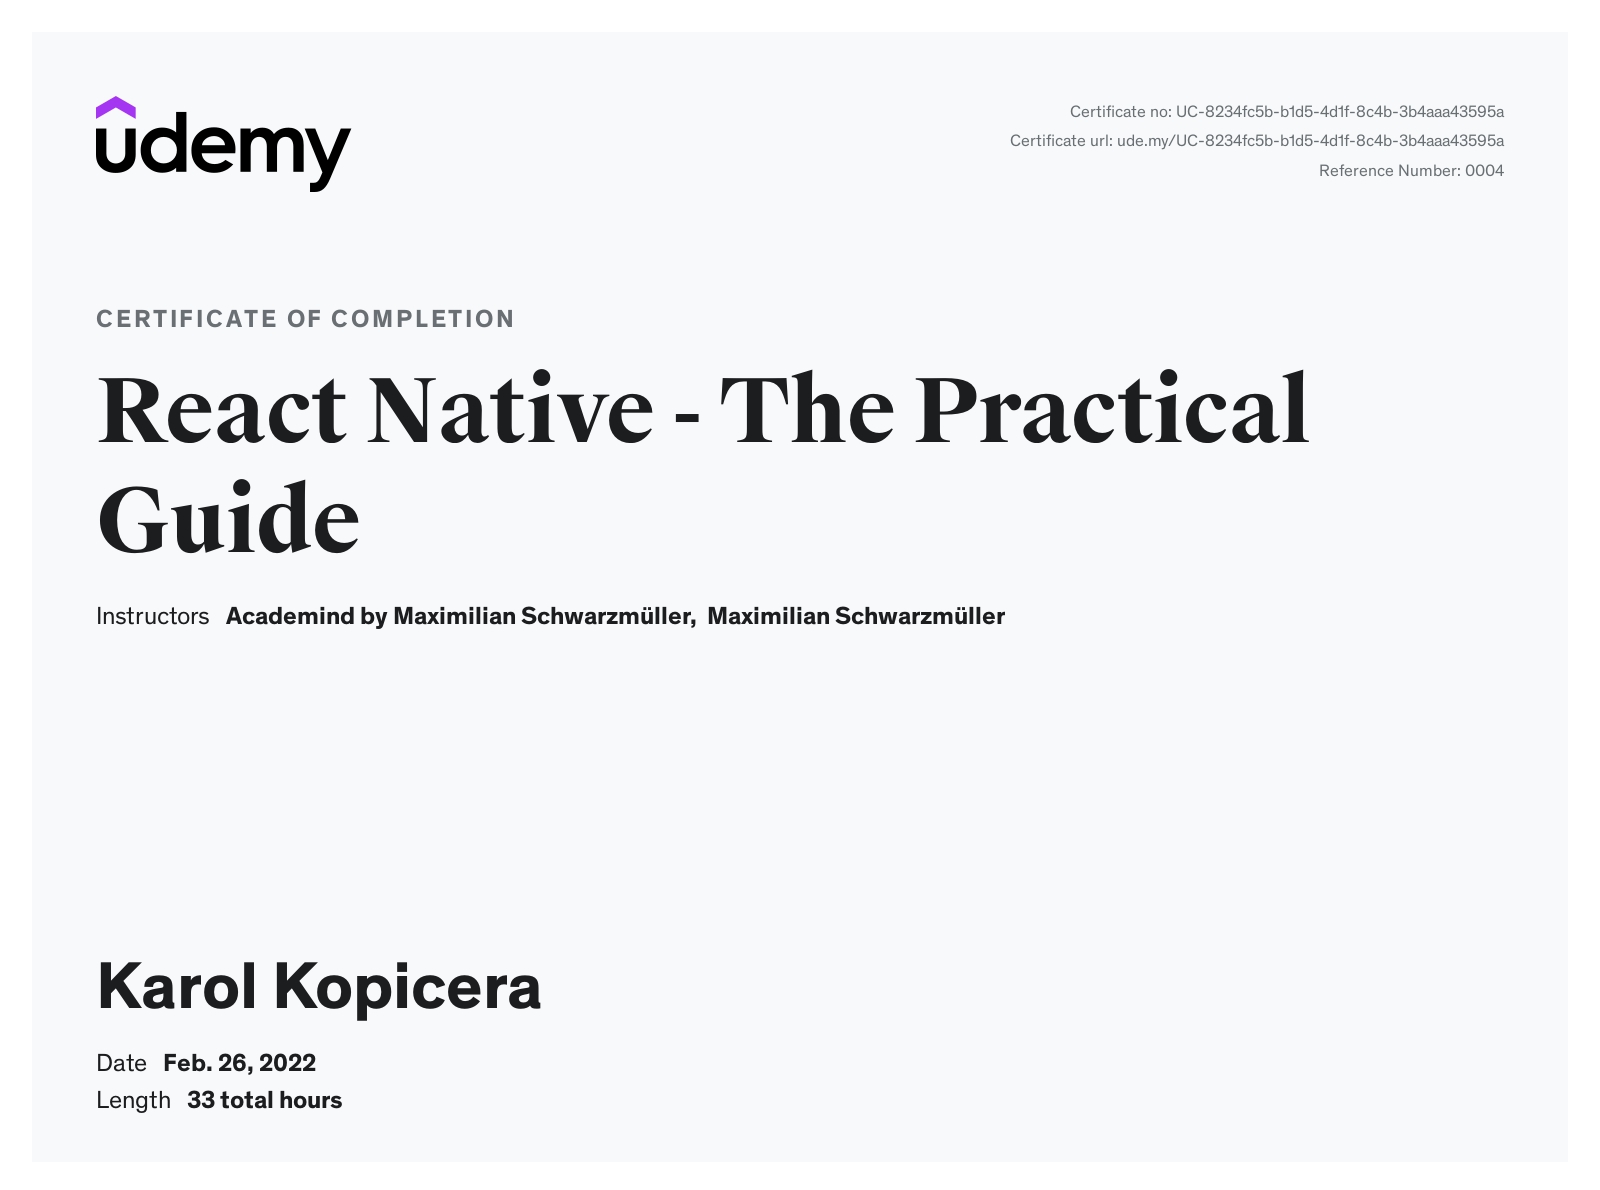 udemy
Certificate no: UC-8234fc5b-b1d5-4d1f-8c4b-3b4aaa43595a
Certificate url: ude.my/UC-8234fc5b-b1d5-4d1f-8c4b-3b4aaa43595a
Reference Number: 0004
CERTIFICATE OF COMPLETION
React Native - The Practical
Guide
Instructors Academind by Maximilian Schwarzmüller, Maximilian Schwarzmüller
Karol Kopicera
Date Feb. 26, 2022
Length 33 total hours